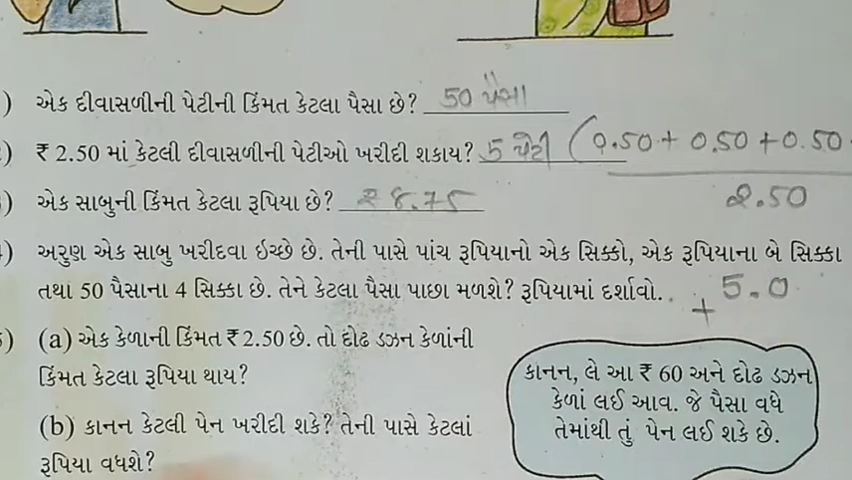 ) એક દીવાસળીની પેટીની કિંમત કેટલા પૈસા છે? 50 પૈસા
) ₹ 2.50 માં કેટલી દીવાસળીની પેટીઓ ખરીદી શકાય? 5 પેટી (0.50 + 0.50 + 0.50
2.50
) એક સાબુની કિંમત કેટલા રૂપિયા છે? ₹ 8.75
) અરુણ એક સાબુ ખરીદવા ઇચ્છે છે. તેની પાસે પાંચ રૂપિયાનો એક સિક્કો, એક રૂપિયાના બે સિક્કા
તથા 50 પૈસાના 4 સિક્કા છે. તેને કેટલા પૈસા પાછા મળશે? રૂપિયામાં દર્શાવો. . + 5.0
) (a) એક કેળાની કિંમત ₹ 2.50 છે. તો દોઢ ડઝન કેળાંની
કિંમત કેટલા રૂપિયા થાય?
(b) કાનન કેટલી પેન ખરીદી શકે? તેની પાસે કેટલાં
રૂપિયા વધશે?
કાનન, લે આ ₹ 60 અને દોઢ ડઝન
કેળાં લઈ આવ. જે પૈસા વધે
તેમાંથી તું પેન લઈ શકે છે.